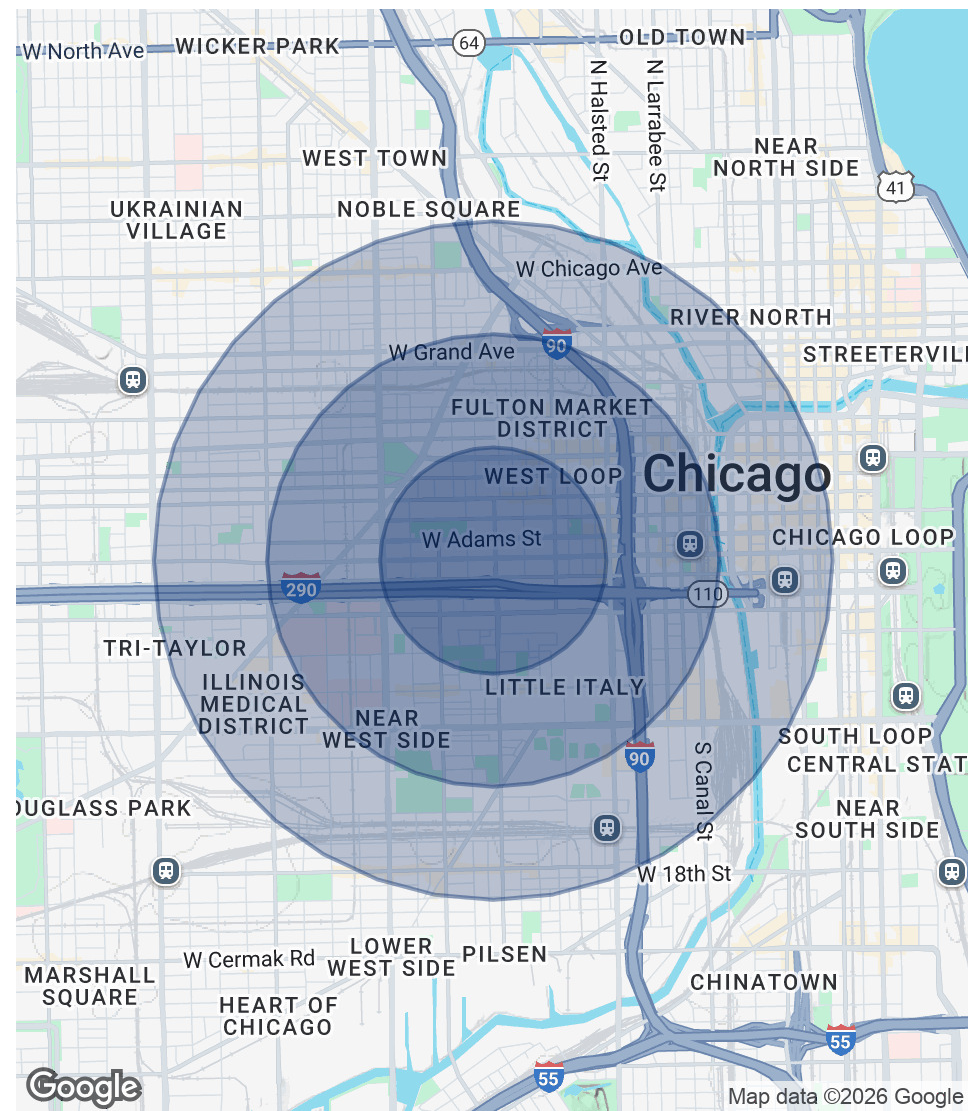 W North Ave
WICKER PARK
64
OLD TOWN
N Halsted St
N Larrabee St
WEST TOWN
NEAR
NORTH SIDE
41
UKRAINIAN
VILLAGE
NOBLE SQUARE
W Chicago Ave
RIVER NORTH
W Grand Ave
90
STREETERVILL
FULTON MARKET
DISTRICT
WEST LOOP
Chicago
W Adams St
CHICAGO LOOP
290
110
TRI-TAYLOR
ILLINOIS
MEDICAL
DISTRICT
LITTLE ITALY
NEAR
WEST SIDE
90
S Canal St
SOUTH LOOP
CENTRAL STAT
OUGLASS PARK
NEAR
SOUTH SIDE
W 18th St
W Cermak Rd
LOWER
WEST SIDE
PILSEN
MARSHALL
SQUARE
HEART OF
CHICAGO
CHINATOWN
55
55
Google
Map data ©2026 Google